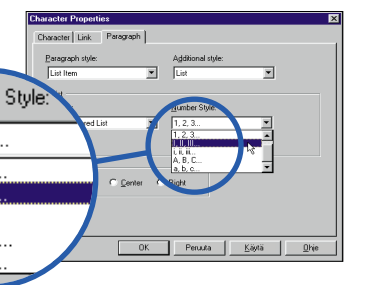 Character Properties
Character Link Paragraph
Paragraph style: Additional style:
List Item List
Style: Number Style:
red List 1, 2, 3...
1, 2, 3...
I, II, III...
i, ii, iii...
A, B, C...
a, b, c...
Center Right
OK Peruuta Käytä Ohje